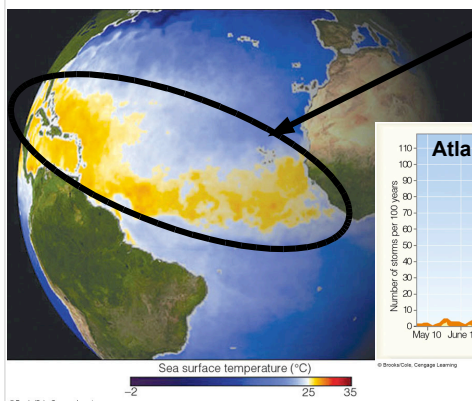 Atla
Number of storms per 100 years
110
100
90
80
70
60
50
40
30
20
10
0
May 10 June 1
© Brooks/Cole, Cengage Learning
Sea surface temperature (°C)
−2 25 35